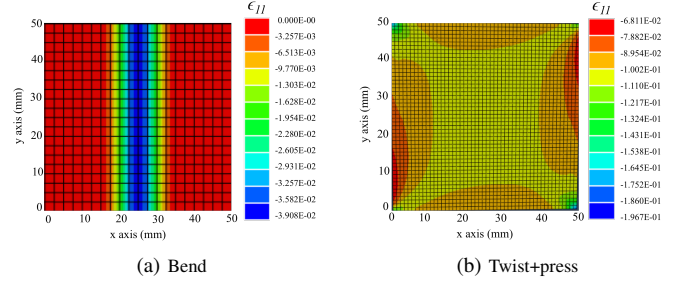 ϵ11
0.000E-00
-3.257E-03
-6.513E-03
-9.770E-03
-1.303E-02
-1.628E-02
-1.954E-02
-2.280E-02
-2.605E-02
-2.931E-02
-3.257E-02
-3.582E-02
-3.908E-02
50
40
30
20
10
0
y axis (mm)
0 10 20 30 40 50
x axis (mm)
(a) Bend
ϵ11
-6.811E-02
-7.882E-02
-8.954E-02
-1.002E-01
-1.110E-01
-1.217E-01
-1.324E-01
-1.431E-01
-1.538E-01
-1.645E-01
-1.752E-01
-1.860E-01
-1.967E-01
50
40
30
20
10
0
y axis (mm)
0 10 20 30 40 50
x axis (mm)
(b) Twist+press